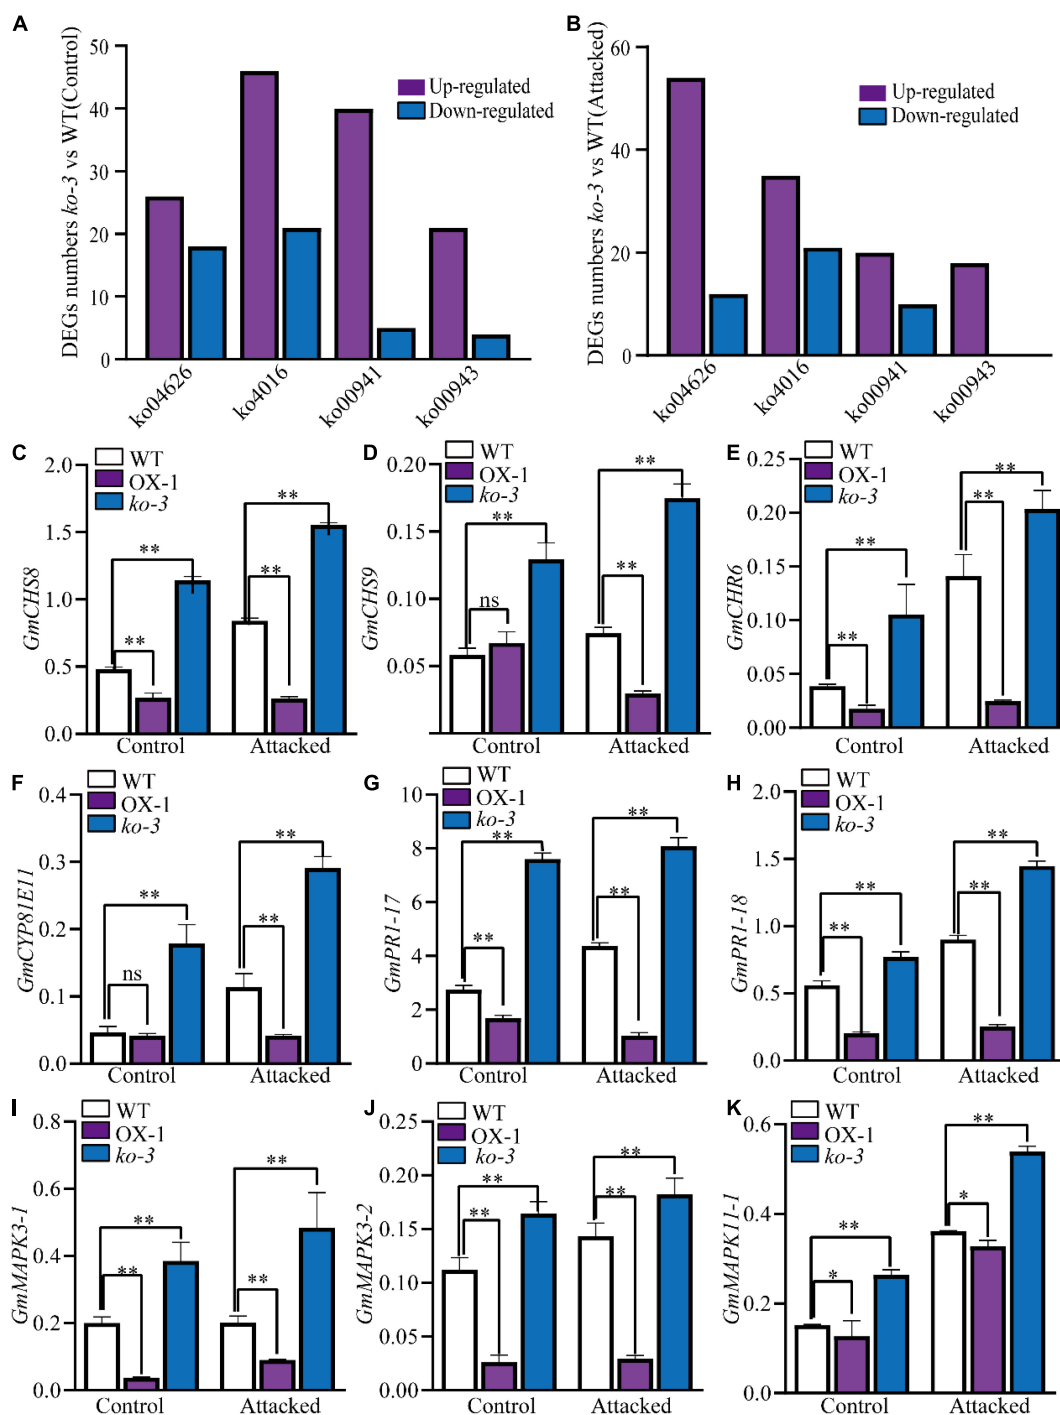 A
DEGs numbers ko-3 vs WT(Control)
50
40
30
20
10
0
Up-regulated
Down-regulated
ko04626
ko4016
ko00941
ko00943
B
DEGs numbers ko-3 vs WT(Attacked)
60
40
20
0
Up-regulated
Down-regulated
ko04626
ko4016
ko00941
ko00943
C
WT
OX-1
ko-3
GmCHS8
2.0
1.5
1.0
0.5
0.0
**
**
**
**
Control
Attacked
D
WT
OX-1
ko-3
GmCHS9
0.20
0.15
0.10
0.05
ns
**
**
**
Control
Attacked
E
WT
OX-1
ko-3
GmCHR6
0.25
0.20
0.15
0.10
0.05
0.00
**
**
**
**
Control
Attacked
F
WT
OX-1
ko-3
GmCYP81E11
0.4
0.3
0.2
0.1
0.0
ns
**
**
**
Control
Attacked
G
WT
OX-1
ko-3
GmPR1-17
10
8
6
4
2
0
**
**
**
**
Control
Attacked
H
WT
OX-1
ko-3
GmPR1-18
2.0
1.5
1.0
0.5
0.0
**
**
**
**
Control
Attacked
I
WT
OX-1
ko-3
GmMAPK3-1
0.8
0.6
0.4
0.2
0.0
**
**
**
**
Control
Attacked
J
WT
OX-1
ko-3
GmMAPK3-2
0.25
0.20
0.15
0.10
0.05
0.00
**
**
**
**
Control
Attacked
K
WT
OX-1
ko-3
GmMAPK11-1
0.6
0.4
0.2
0.0
*
**
*
**
Control
Attacked